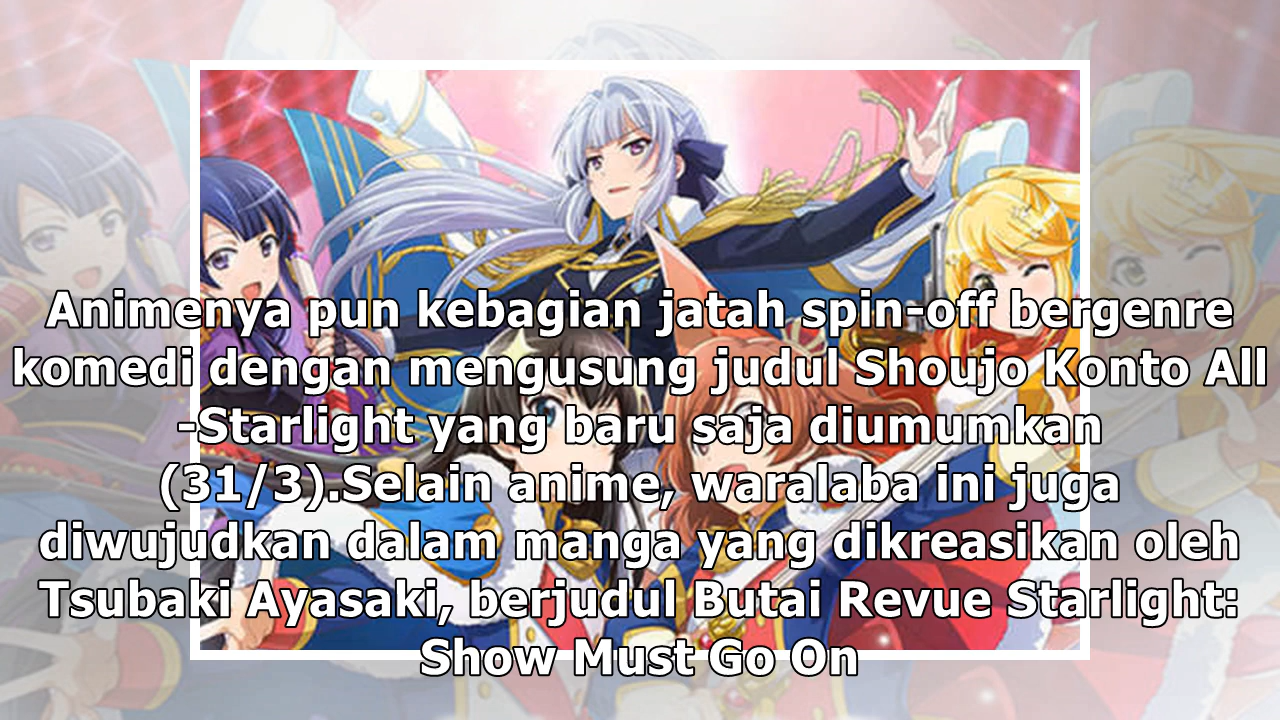 Animenya pun kebagian jatah spin-off bergenre
komedi dengan mengusung judul Shoujo Konto All
-Starlight yang baru saja diumumkan
(31/3).Selain anime, waralaba ini juga
diwujudkan dalam manga yang dikreasikan oleh
Tsubaki Ayasaki, berjudul Butai Revue Starlight:
Show Must Go On